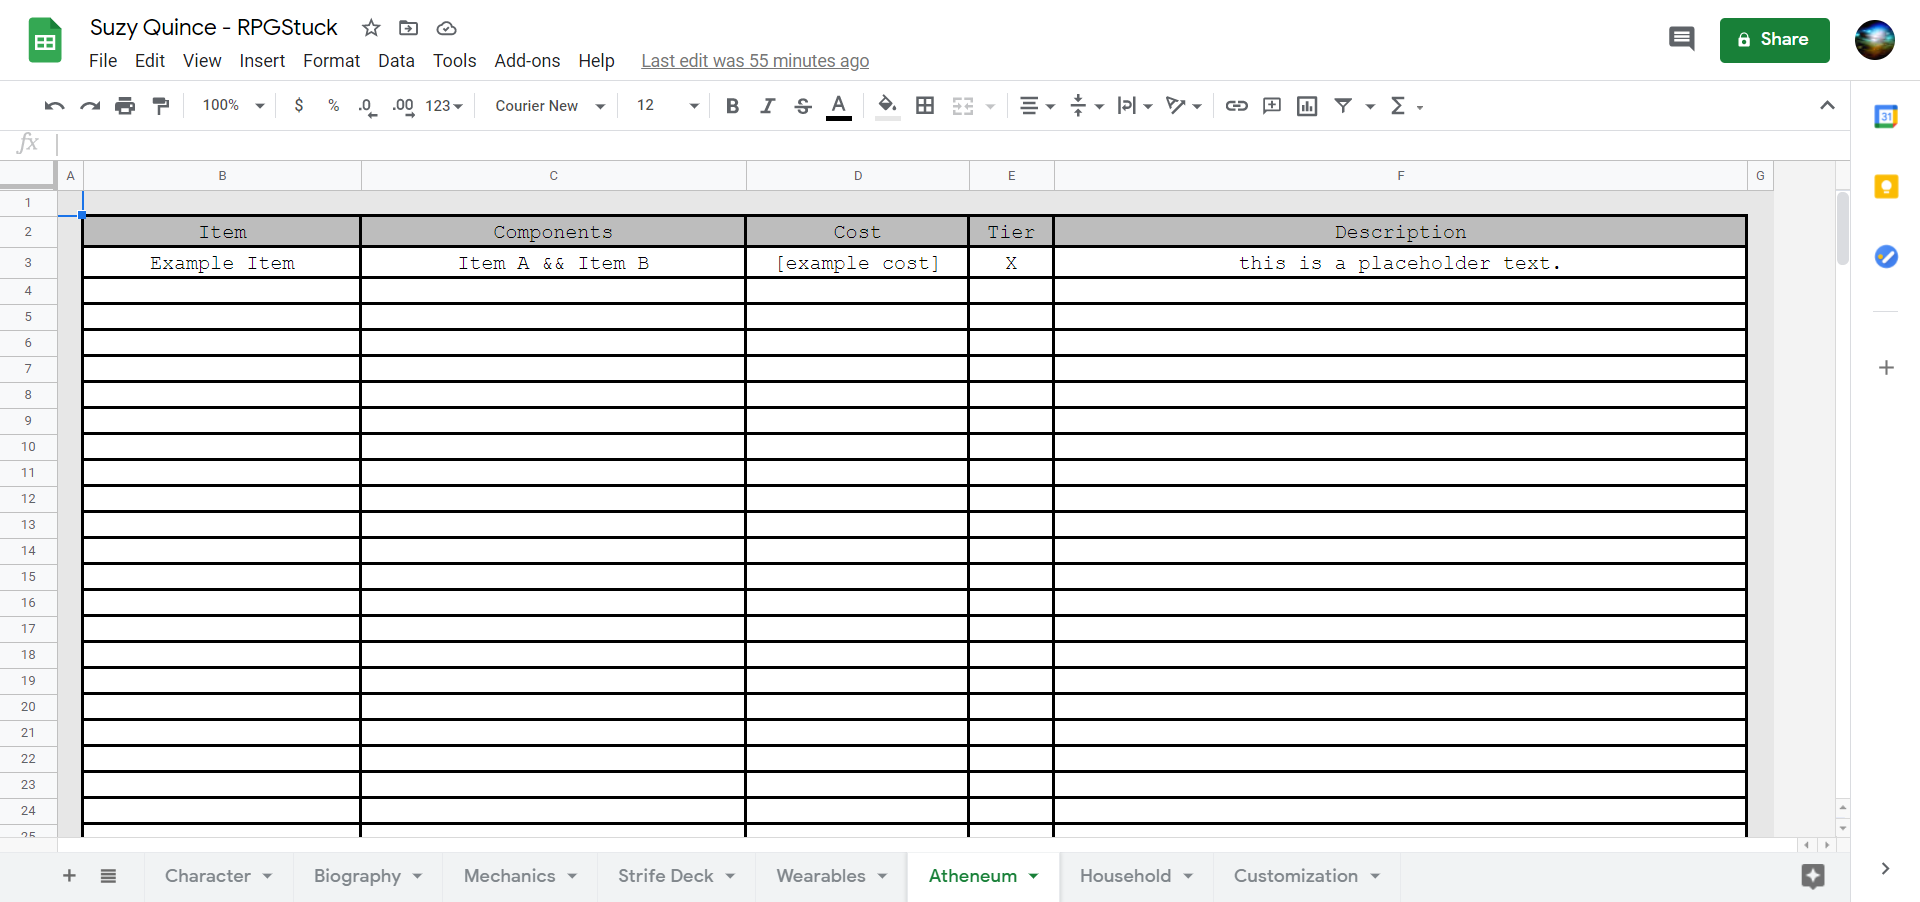 Suzy Quince - RPGStuck
File Edit View Insert Format Data Tools Add-ons Help Last edit was 55 minutes ago
Share
100% $ % .0 .00 123 Courier New 12 B I S A Σ
31
fx
A B C D E F G
1
2 Item Components Cost Tier Description
3 Example Item Item A && Item B [example cost] X this is a placeholder text.
4
5
6
7
8
9
10
11
12
13
14
15
16
17
18
19
20
21
22
23
24
25
+ Character Biography Mechanics Strife Deck Wearables Atheneum Household Customization